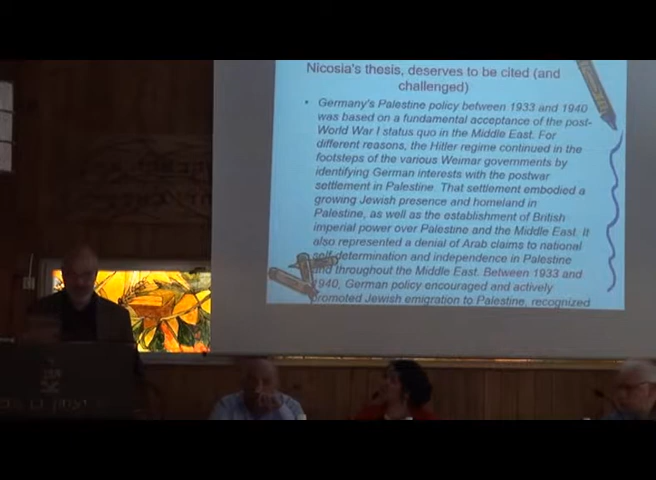 Nicosia's thesis, deserves to be cited (and
challenged)
• Germany's Palestine policy between 1933 and 1940
was based on a fundamental acceptance of the post-
World War I status quo in the Middle East. For
different reasons, the Hitler regime continued in the
footsteps of the various Weimar governments by
identifying German interests with the postwar
settlement in Palestine. That settlement embodied a
growing Jewish presence and homeland in
Palestine, as well as the establishment of British
imperial power over Palestine and the Middle East. It
also represented a denial of Arab claims to national
self-determination and independence in Palestine
and throughout the Middle East. Between 1933 and
1940, German policy encouraged and actively
promoted Jewish emigration to Palestine, recognized